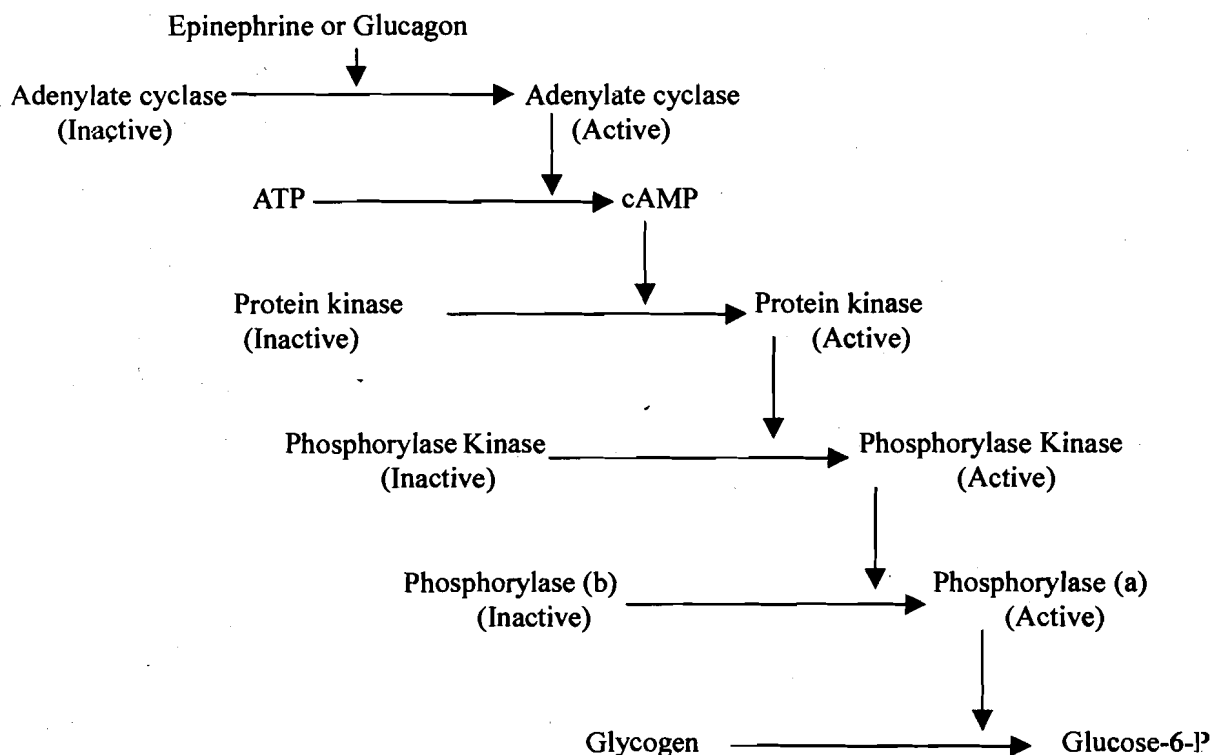 Epinephrine or Glucagon
Adenylate cyclase Adenylate cyclase
(Inactive) (Active)
ATP cAMP
Protein kinase Protein kinase
(Inactive) (Active)
Phosphorylase Kinase Phosphorylase Kinase
(Inactive) (Active)
Phosphorylase (b) Phosphorylase (a)
(Inactive) (Active)
Glycogen Glucose-6-P